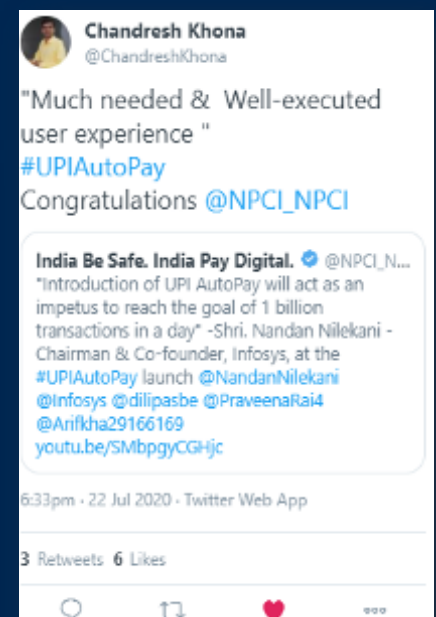 Chandresh Khona
@ChandreshKhona
"Much needed & Well-executed
user experience "
#UPIAutoPay
Congratulations @NPCI_NPCI
India Be Safe. India Pay Digital. @NPCI_N...
"Introduction of UPI AutoPay will act as an
impetus to reach the goal of 1 billion
transactions in a day" -Shri. Nandan Nilekani -
Chairman & Co-founder, Infosys, at the
#UPIAutoPay launch @NandanNilekani
@Infosys @dilipasbe @PraveenaRai4
@Arifkha29166169
youtu.be/SMbpgyCGHjc
6:33pm · 22 Jul 2020 · Twitter Web App
3 Retweets 6 Likes